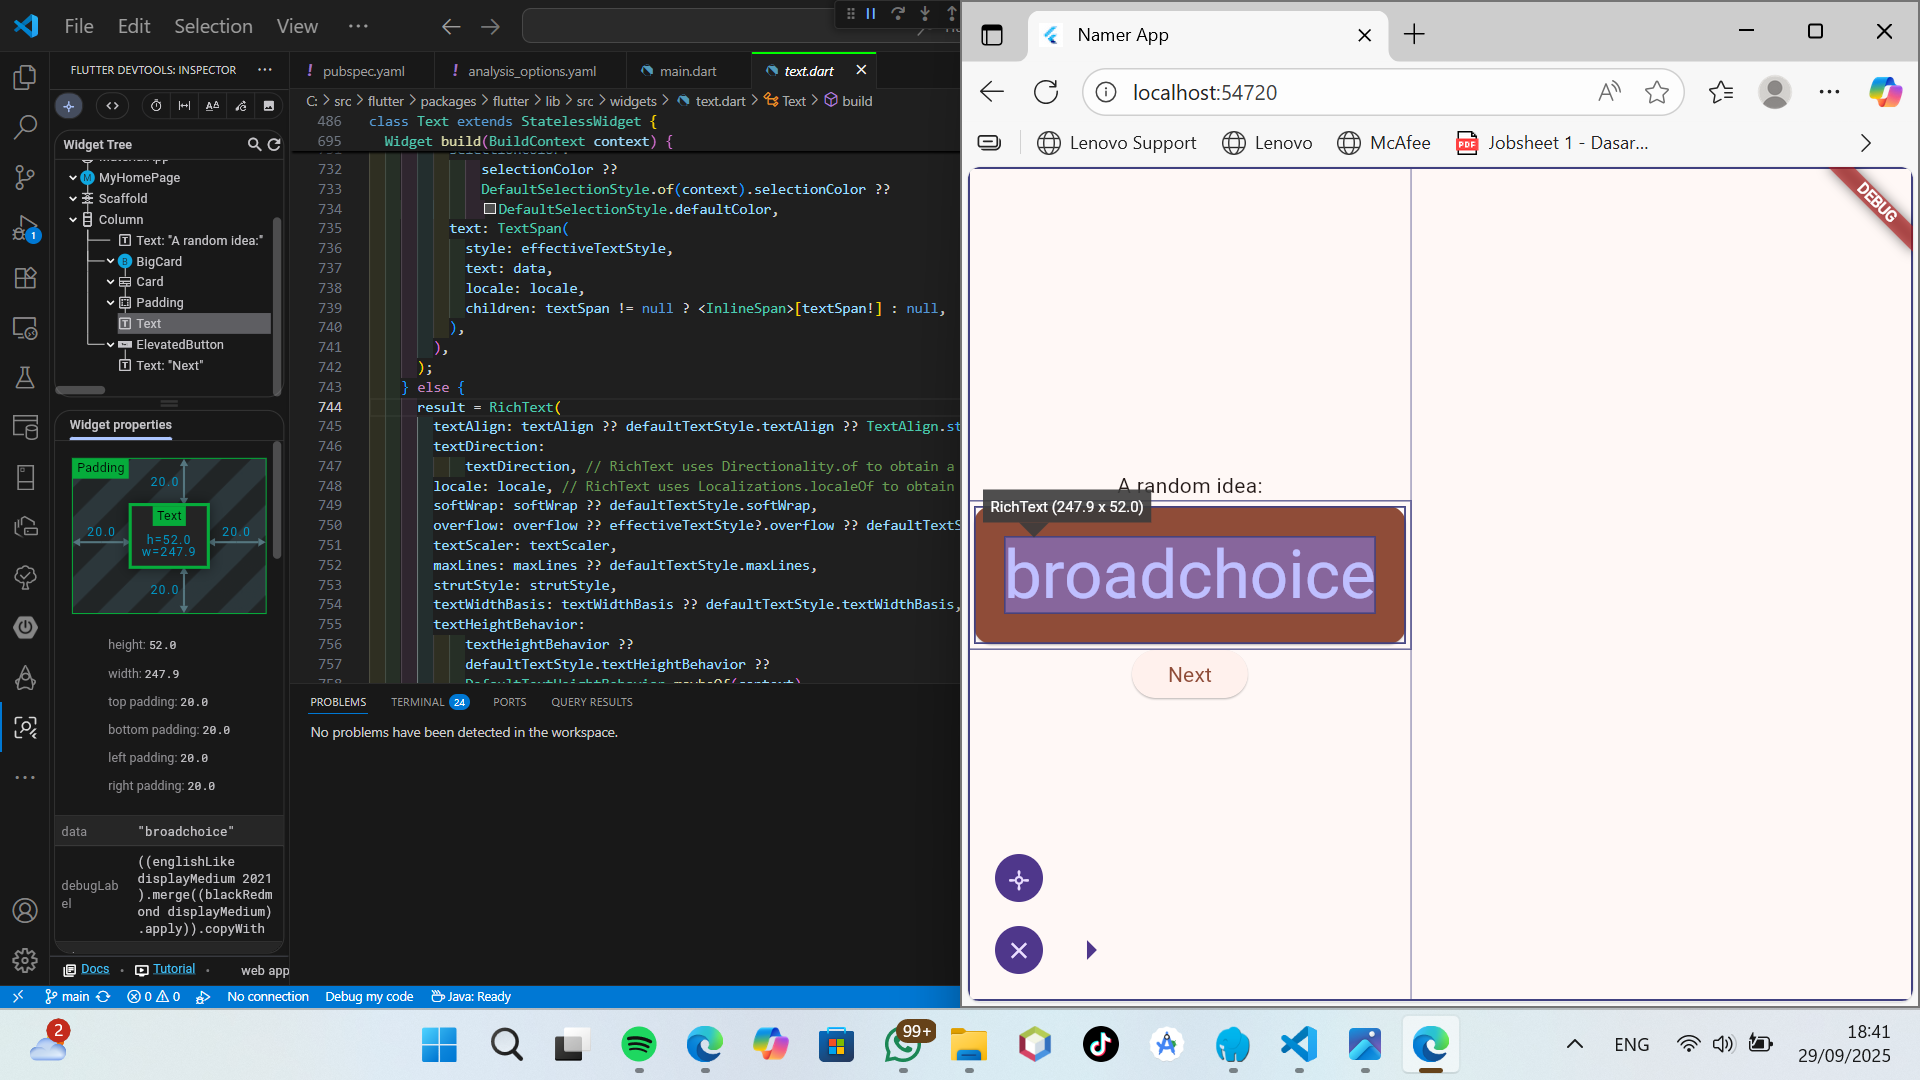 File Edit Selection View ...
FLUTTER DEVTOOLS: INSPECTOR ...
Widget Tree
MyHomePage
Scaffold
Column
Text: "A random idea:"
BigCard
Card
Padding
Text
ElevatedButton
Text: "Next"
Widget properties
Padding
20.0
Text
20.0
h=52.0
w=247.9
20.0
20.0
height: 52.0
width: 247.9
top padding: 20.0
bottom padding: 20.0
left padding: 20.0
right padding: 20.0
data "broadchoice"
debugLabel
((englishLike
displayMedium 2021
).merge((blackRedm
ond displayMedium)
.apply)).copyWith
Docs • Tutorial • web app
! pubspec.yaml
! analysis_options.yaml
main.dart
text.dart
C: > src > flutter > packages > flutter > lib > src > widgets > text.dart > Text > build
486 class Text extends StatelessWidget {
695 Widget build(BuildContext context) {
732 selectionColor ??
733 DefaultSelectionStyle.of(context).selectionColor ??
734 DefaultSelectionStyle.defaultColor,
735 text: TextSpan(
736 style: effectiveTextStyle,
737 text: data,
738 locale: locale,
739 children: textSpan != null ? <InlineSpan>[textSpan!] : null,
740 ),
741 ),
742 );
743 } else {
744 result = RichText(
745 textAlign: textAlign ?? defaultTextStyle.textAlign ?? TextAlign.st
746 textDirection:
747 textDirection, // RichText uses Directionality.of to obtain a
748 locale: locale, // RichText uses Localizations.localeOf to obtain
749 softWrap: softWrap ?? defaultTextStyle.softWrap,
750 overflow: overflow ?? effectiveTextStyle?.overflow ?? defaultTextS
751 textScaler: textScaler,
752 maxLines: maxLines ?? defaultTextStyle.maxLines,
753 strutStyle: strutStyle,
754 textWidthBasis: textWidthBasis ?? defaultTextStyle.textWidthBasis,
755 textHeightBehavior:
756 textHeightBehavior ??
757 defaultTextStyle.textHeightBehavior ??
PROBLEMS TERMINAL 24 PORTS QUERY RESULTS
No problems have been detected in the workspace.
1
main 0 0 No connection Debug my code Java: Ready
Namer App
localhost:54720
Lenovo Support Lenovo McAfee PDF Jobsheet 1 - Dasar...
DEBUG
A random idea:
RichText (247.9 x 52.0)
broadchoice
Next
2
99+
ENG
18:41
29/09/2025